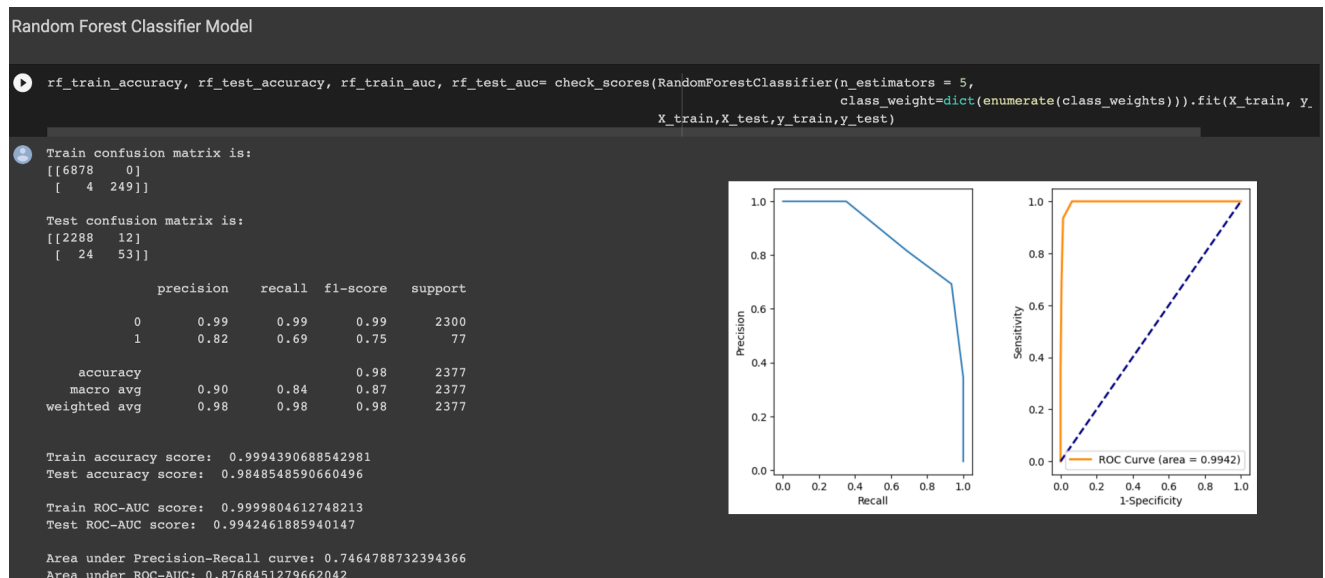 Random Forest Classifier Model
rf_train_accuracy, rf_test_accuracy, rf_train_auc, rf_test_auc= check_scores(RandomForestClassifier(n_estimators = 5,
class_weight=dict(enumerate(class_weights))).fit(X_train, y_
X_train,X_test,y_train,y_test)
Train confusion matrix is:
[[6878 0]
[ 4 249]]
Test confusion matrix is:
[[2288 12]
[ 24 53]]
precision recall f1-score support
0 0.99 0.99 0.99 2300
1 0.82 0.69 0.75 77
accuracy 0.98 2377
macro avg 0.90 0.84 0.87 2377
weighted avg 0.98 0.98 0.98 2377
Train accuracy score: 0.9994390688542981
Test accuracy score: 0.9848548590660496
Train ROC-AUC score: 0.9999804612748213
Test ROC-AUC score: 0.9942461885940147
Area under Precision-Recall curve: 0.7464788732394366
Area under ROC-AUC: 0.8768451279662042
Precision
1.0
0.8
0.6
0.4
0.2
0.0
0.0 0.2 0.4 0.6 0.8 1.0
Recall
Sensitivity
1.0
0.8
0.6
0.4
0.2
0.0
ROC Curve (area = 0.9942)
0.0 0.2 0.4 0.6 0.8 1.0
1-Specificity